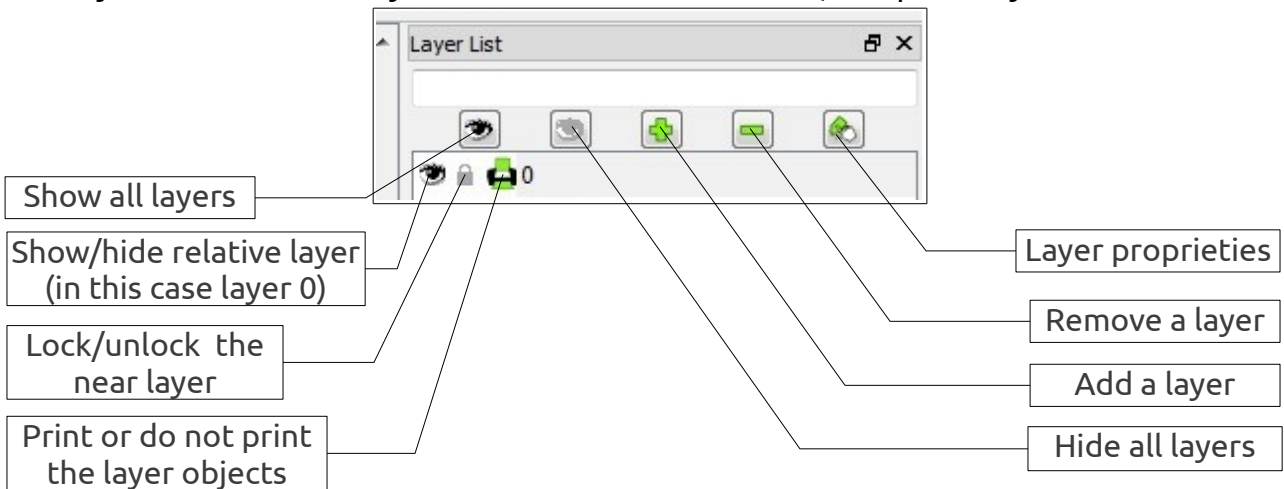 Layer List
0
Show all layers
Show/hide relative layer
(in this case layer 0)
Lock/unlock the
near layer
Print or do not print
the layer objects
Layer proprieties
Remove a layer
Add a layer
Hide all layers